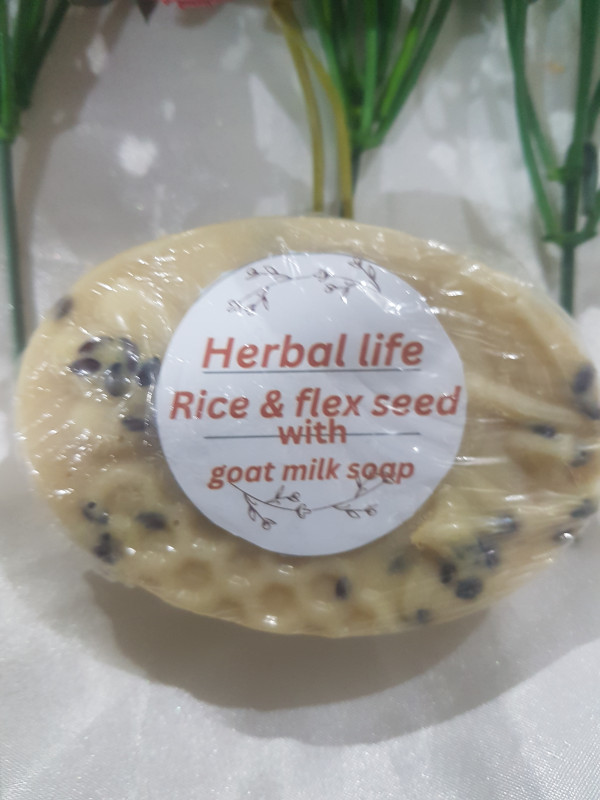 Herbal life
Rice & flex seed
with
goat milk soap